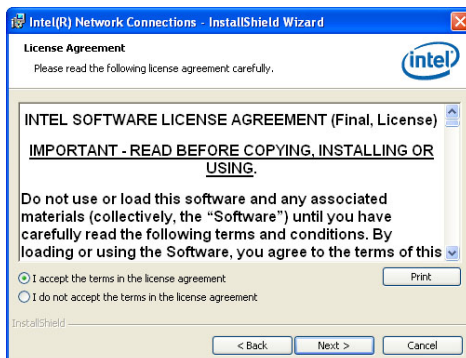 Intel(R) Network Connections - InstallShield Wizard
License Agreement
Please read the following license agreement carefully.
intel
INTEL SOFTWARE LICENSE AGREEMENT (Final, License)
IMPORTANT - READ BEFORE COPYING, INSTALLING OR
USING.
Do not use or load this software and any associated
materials (collectively, the “Software”) until you have
carefully read the following terms and conditions. By
loading or using the Software, you agree to the terms of this
I accept the terms in the license agreement
Print
I do not accept the terms in the license agreement
InstallShield
< Back
Next >
Cancel